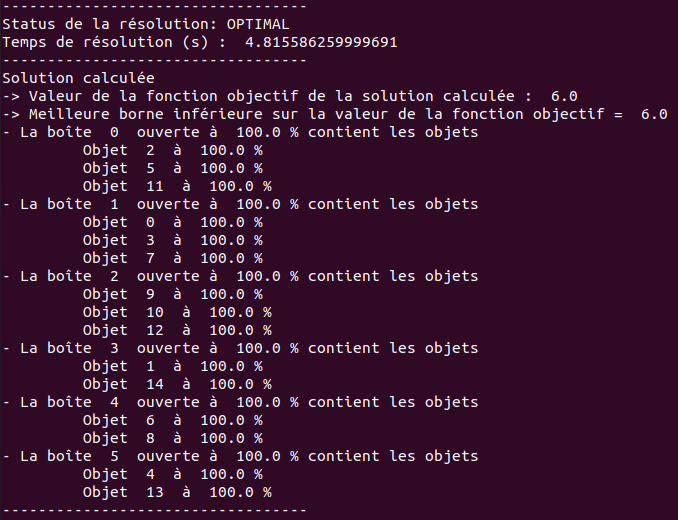 ----------------------------------
Status de la résolution: OPTIMAL
Temps de résolution (s) :  4.815586259999691
----------------------------------
Solution calculée
-> Valeur de la fonction objectif de la solution calculée :  6.0
-> Meilleure borne inférieure sur la valeur de la fonction objectif =  6.0
- La boîte  0  ouverte à  100.0 % contient les objets
         Objet  2  à  100.0 %
         Objet  5  à  100.0 %
         Objet  11  à  100.0 %
- La boîte  1  ouverte à  100.0 % contient les objets
         Objet  0  à  100.0 %
         Objet  3  à  100.0 %
         Objet  7  à  100.0 %
- La boîte  2  ouverte à  100.0 % contient les objets
         Objet  9  à  100.0 %
         Objet  10  à  100.0 %
         Objet  12  à  100.0 %
- La boîte  3  ouverte à  100.0 % contient les objets
         Objet  1  à  100.0 %
         Objet  14  à  100.0 %
- La boîte  4  ouverte à  100.0 % contient les objets
         Objet  6  à  100.0 %
         Objet  8  à  100.0 %
- La boîte  5  ouverte à  100.0 % contient les objets
         Objet  4  à  100.0 %
         Objet  13  à  100.0 %
----------------------------------